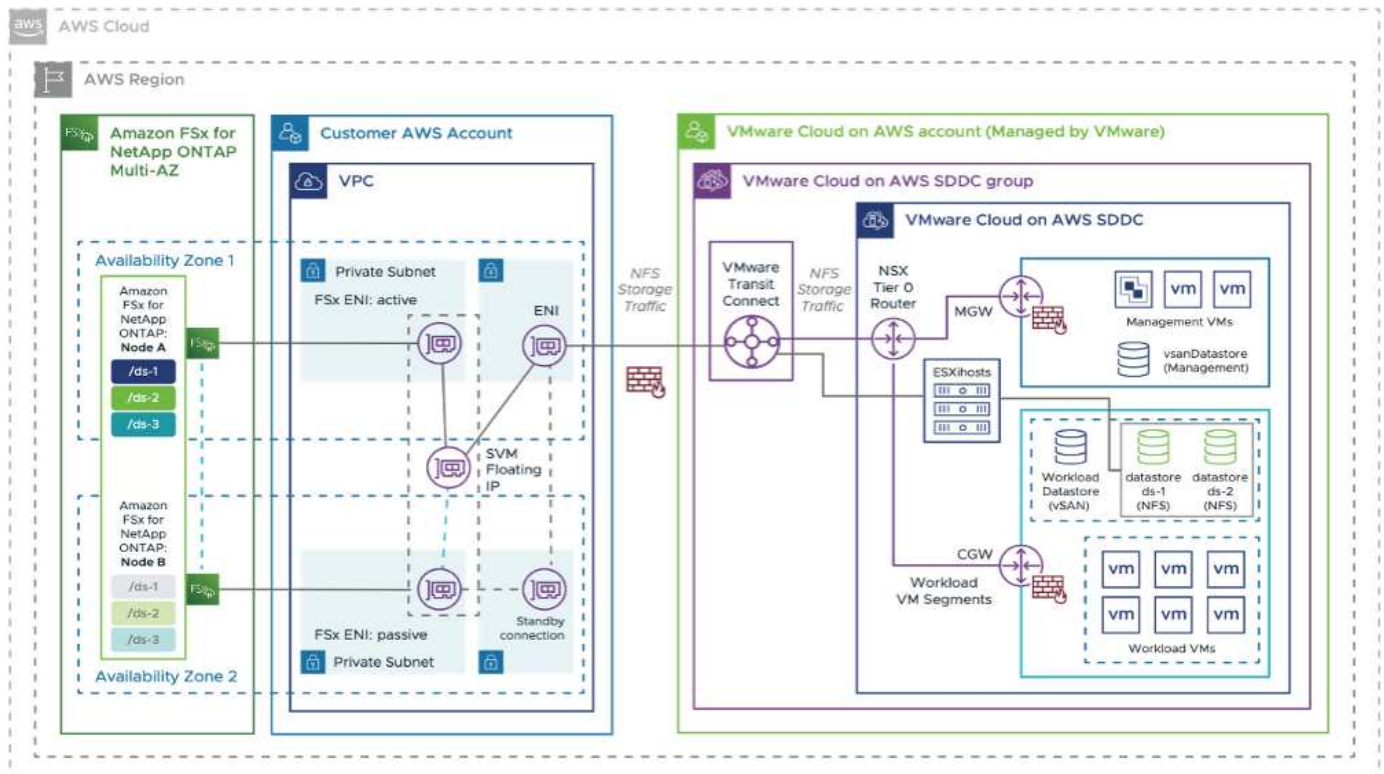 aws
AWS Cloud
AWS Region
FSx
Amazon FSx for
NetApp ONTAP
Multi-AZ
Customer AWS Account
VPC
Availability Zone 1
Amazon
FSx for
NetApp
ONTAP:
Node A
/ds-1
/ds-2
/ds-3
FSx
Private Subnet
FSx ENI: active
ENI
SVM
Floating
IP
Amazon
FSx for
NetApp
ONTAP:
Node B
/ds-1
/ds-2
/ds-3
FSx
FSx ENI: passive
Private Subnet
Standby
connection
Availability Zone 2
NFS
Storage
Traffic
VMware Cloud on AWS account (Managed by VMware)
VMware Cloud on AWS SDDC group
VMware Cloud on AWS SDDC
VMware
Transit
Connect
NFS
Storage
Traffic
NSX
Tier 0
Router
MGW
vm
vm
Management VMs
vsanDatastore
(Management)
ESXihosts
Workload
Datastore
(vSAN)
datastore
ds-1
(NFS)
datastore
ds-2
(NFS)
CGW
Workload
VM Segments
vm
vm
vm
vm
vm
vm
Workload VMs